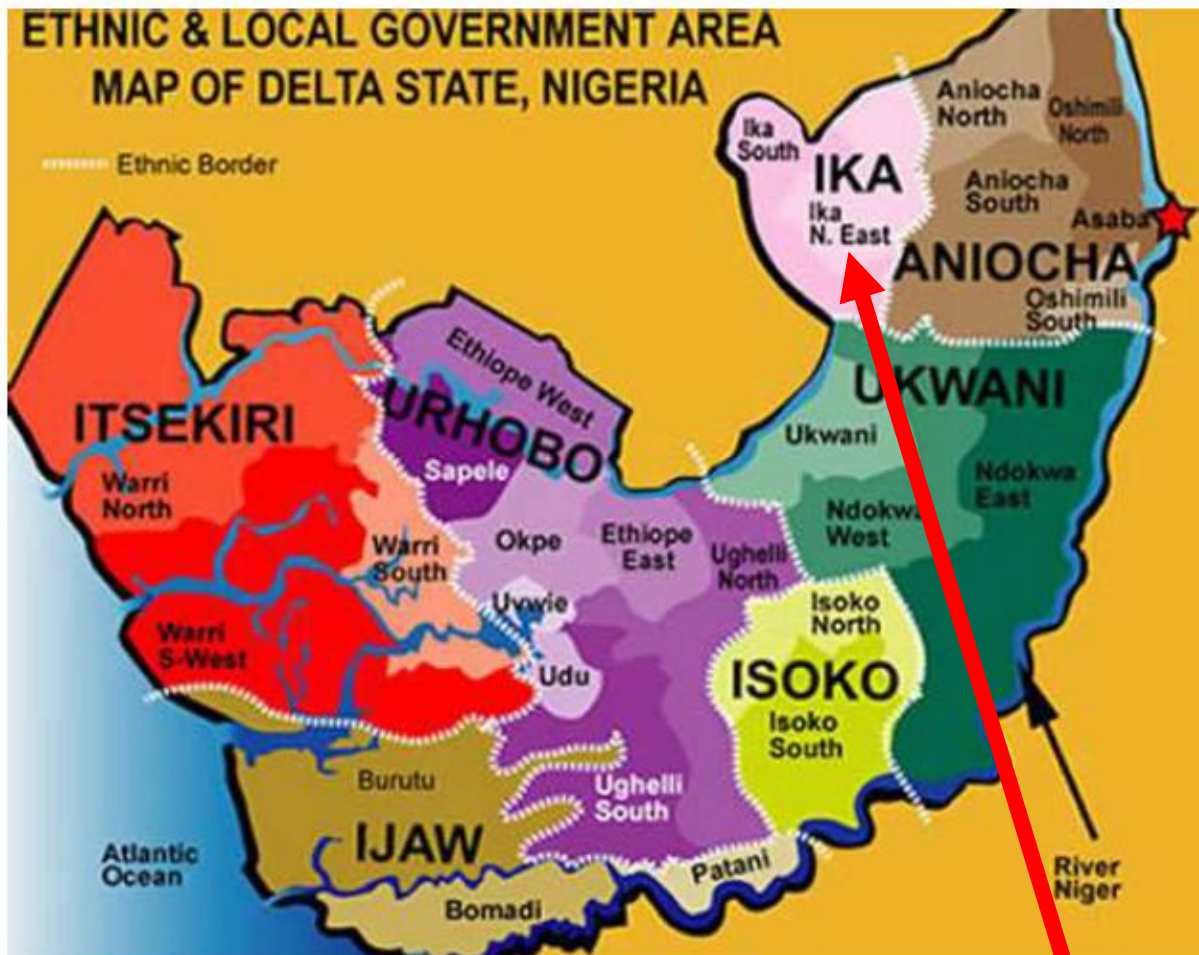 ETHNIC & LOCAL GOVERNMENT AREA
MAP OF DELTA STATE, NIGERIA
Ethnic Border
Ika
South
IKA
Ika
N. East
Aniocha
North
Oshimili
North
Aniocha
South
Asaba
ANIOCHA
Oshimili
South
ITSEKIRI
Warri
North
Warri
South
Warri
S-West
URHOBO
Ethiope West
Sapele
Okpe
Ethiope
East
Ughelli
North
Uvwie
Udu
Ughelli
South
UKWANI
Ukwani
Ndokwa
East
Ndokwa
West
Isoko
North
ISOKO
Isoko
South
Burutu
IJAW
Bomadi
Patani
Atlantic
Ocean
River
Niger